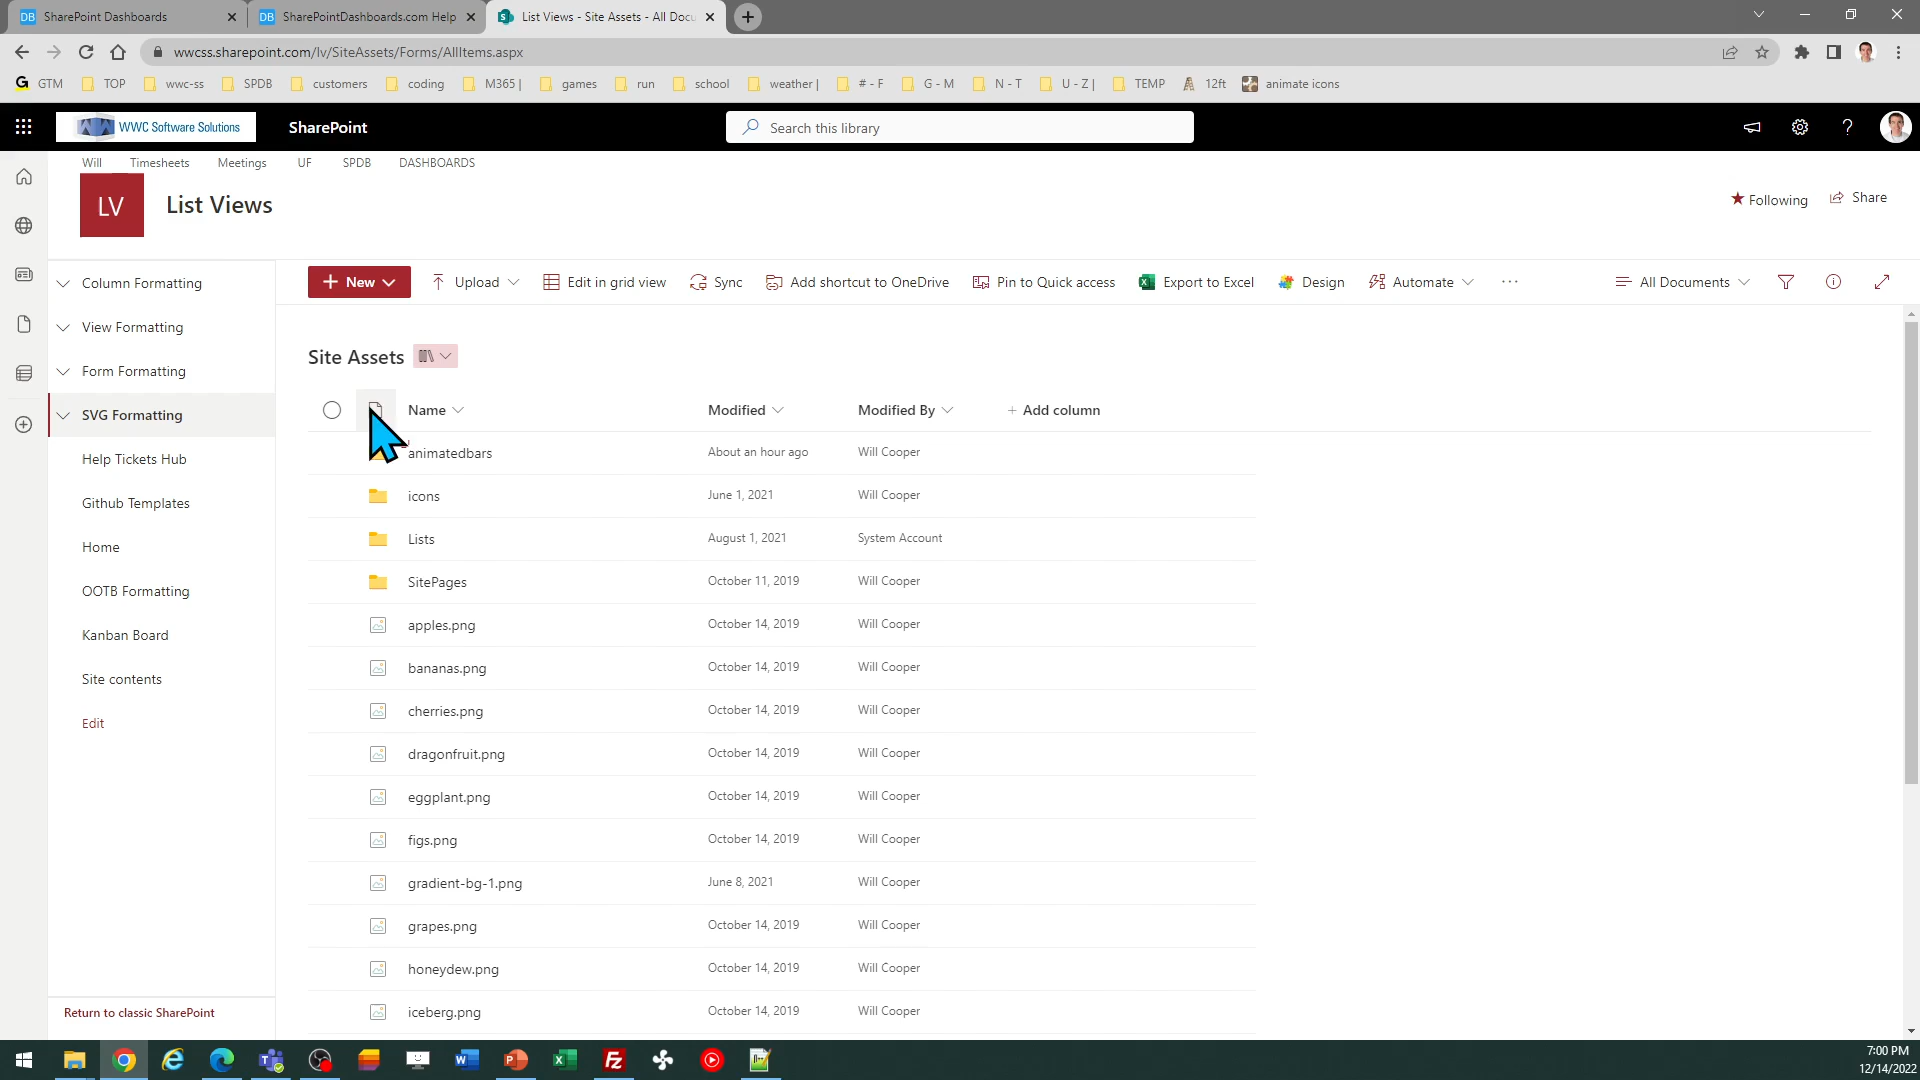 SharePoint Dashboards
SharePointDashboards.com Help
List Views - Site Assets - All Docu
wwcss.sharepoint.com/lv/SiteAssets/Forms/AllItems.aspx
GTM TOP wwc-ss SPDB customers coding M365 | games run school weather | # - F G - M N - T U - Z | TEMP 12ft animate icons
WWC Software Solutions SharePoint Search this library
Will Timesheets Meetings UF SPDB DASHBOARDS
LV List Views
Following Share
Column Formatting
View Formatting
Form Formatting
SVG Formatting
Help Tickets Hub
Github Templates
Home
OOTB Formatting
Kanban Board
Site contents
Edit
Return to classic SharePoint
New Upload Edit in grid view Sync Add shortcut to OneDrive Pin to Quick access Export to Excel Design Automate ... All Documents
Site Assets
Name Modified Modified By + Add column
animatedbars About an hour ago Will Cooper
icons June 1, 2021 Will Cooper
Lists August 1, 2021 System Account
SitePages October 11, 2019 Will Cooper
apples.png October 14, 2019 Will Cooper
bananas.png October 14, 2019 Will Cooper
cherries.png October 14, 2019 Will Cooper
dragonfruit.png October 14, 2019 Will Cooper
eggplant.png October 14, 2019 Will Cooper
figs.png October 14, 2019 Will Cooper
gradient-bg-1.png June 8, 2021 Will Cooper
grapes.png October 14, 2019 Will Cooper
honeydew.png October 14, 2019 Will Cooper
iceberg.png October 14, 2019 Will Cooper
7:00 PM
12/14/2022